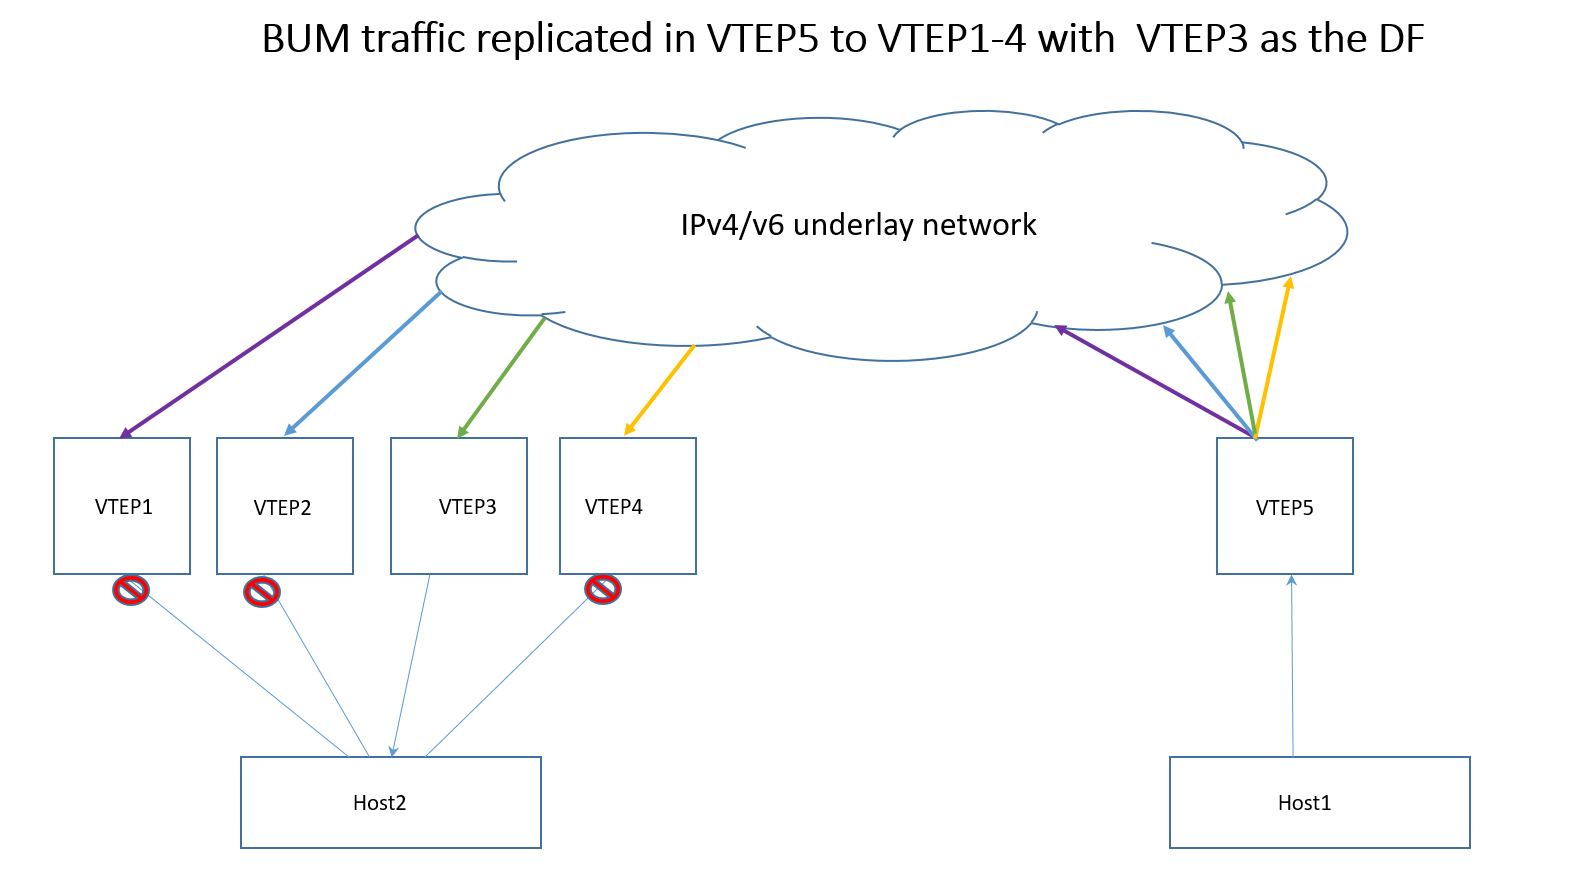 BUM traffic replicated in VTEP5 to VTEP1-4 with  VTEP3 as the DF
IPv4/v6 underlay network
VTEP1
VTEP2
VTEP3
VTEP4
VTEP5
Host2
Host1